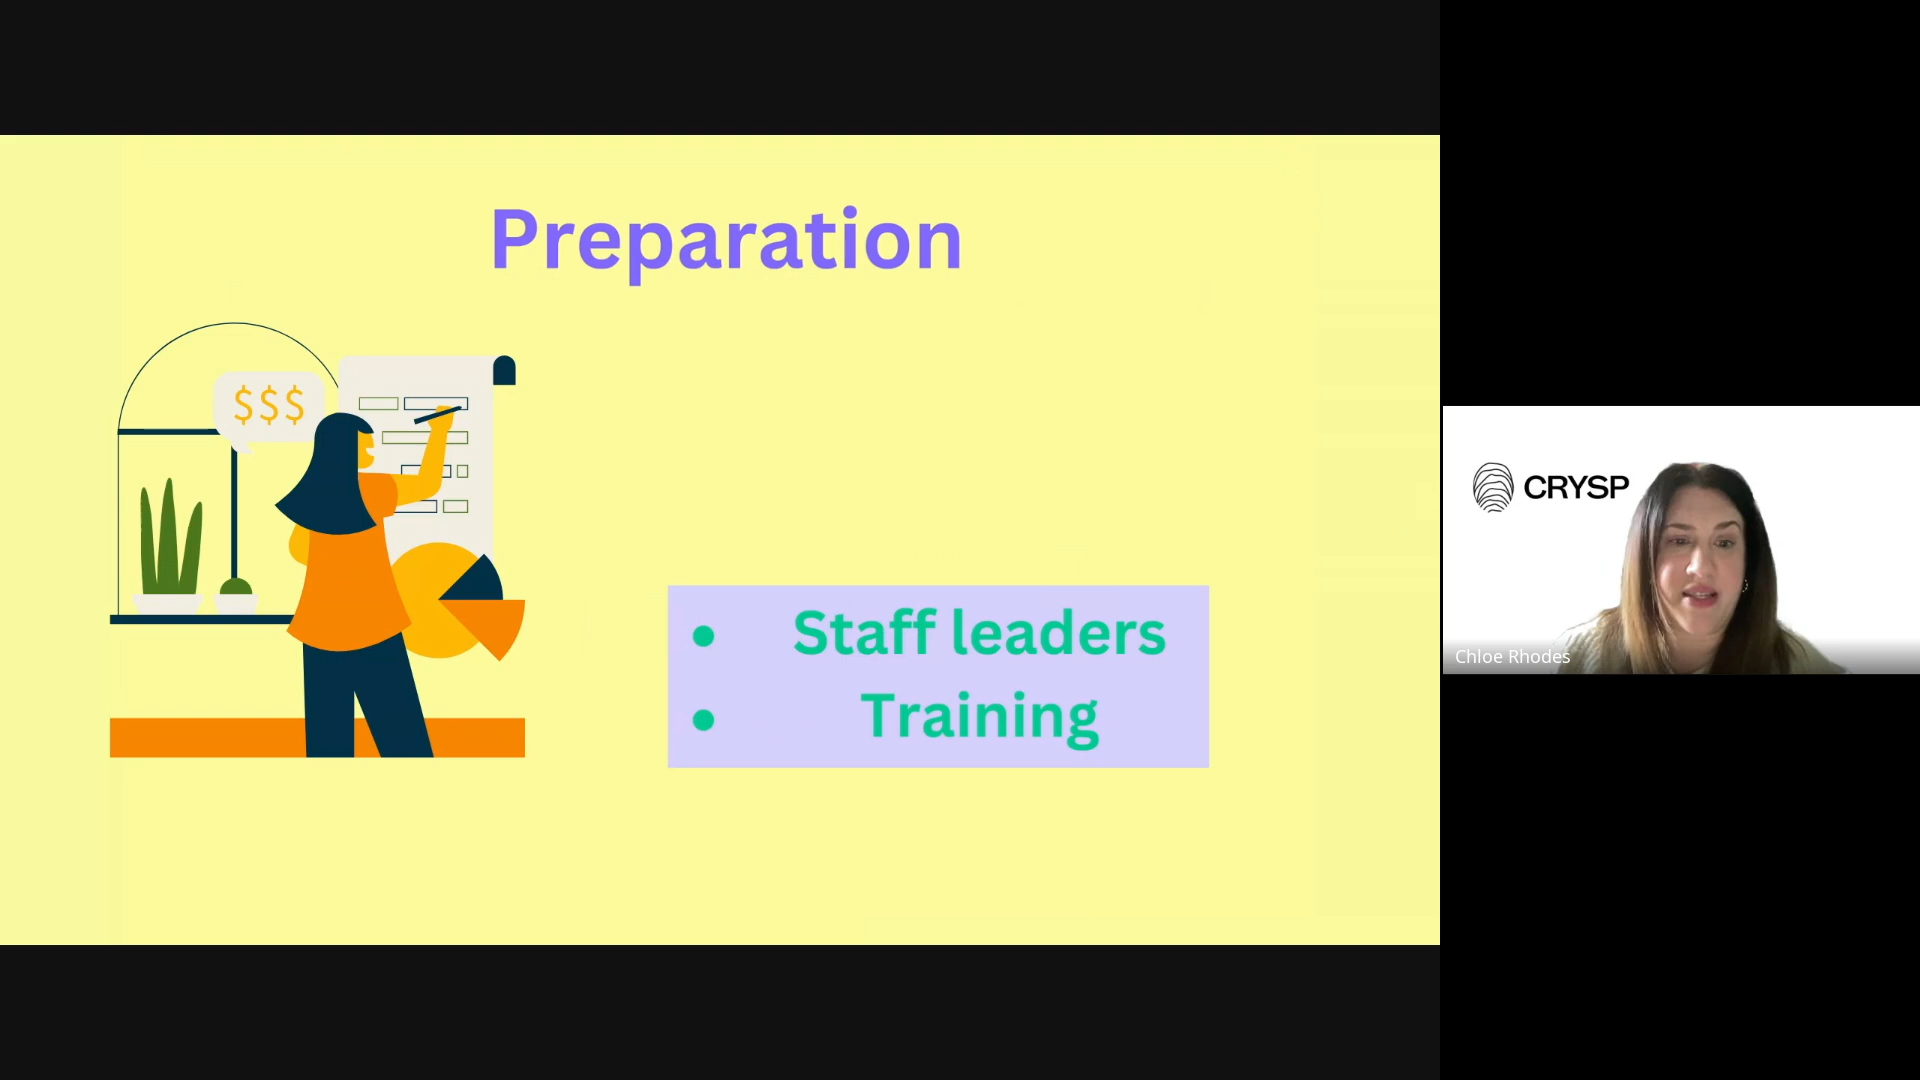 Preparation
$$$
• Staff leaders
• Training
CRYSP
Chloe Rhodes